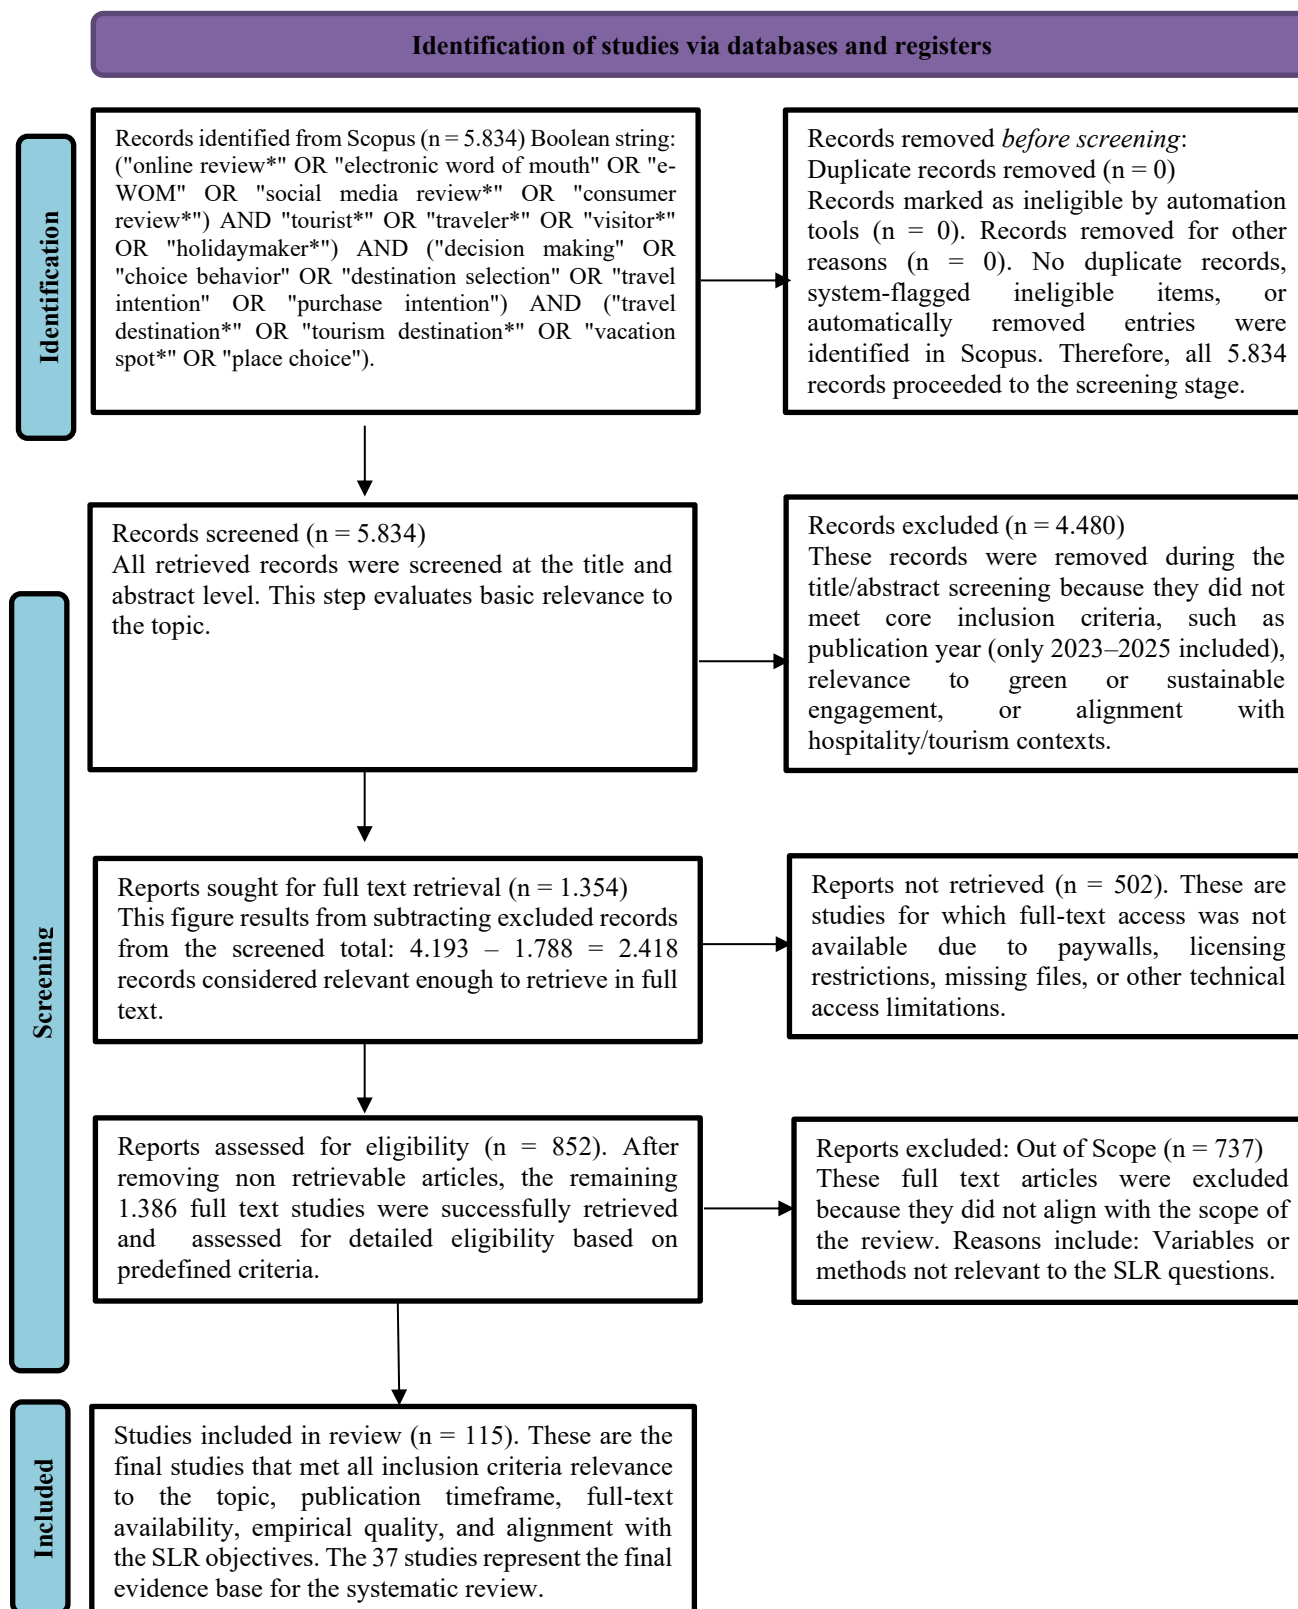 Identification of studies via databases and registers
Identification
Records identified from Scopus (n = 5.834) Boolean string:
("online review*" OR "electronic word of mouth" OR "e-
WOM" OR "social media review*" OR "consumer
review*") AND "tourist*" OR "traveler*" OR "visitor*"
OR "holidaymaker*") AND ("decision making" OR
"choice behavior" OR "destination selection" OR "travel
intention" OR "purchase intention") AND ("travel
destination*" OR "tourism destination*" OR "vacation
spot*" OR "place choice").
Records removed before screening:
Duplicate records removed (n = 0)
Records marked as ineligible by automation
tools (n = 0). Records removed for other
reasons (n = 0). No duplicate records,
system-flagged ineligible items, or
automatically removed entries were
identified in Scopus. Therefore, all 5.834
records proceeded to the screening stage.
Screening
Records screened (n = 5.834)
All retrieved records were screened at the title and
abstract level. This step evaluates basic relevance to
the topic.
Records excluded (n = 4.480)
These records were removed during the
title/abstract screening because they did not
meet core inclusion criteria, such as
publication year (only 2023–2025 included),
relevance to green or sustainable
engagement, or alignment with
hospitality/tourism contexts.
Reports sought for full text retrieval (n = 1.354)
This figure results from subtracting excluded records
from the screened total: 4.193 – 1.788 = 2.418
records considered relevant enough to retrieve in full
text.
Reports not retrieved (n = 502). These are
studies for which full-text access was not
available due to paywalls, licensing
restrictions, missing files, or other technical
access limitations.
Reports assessed for eligibility (n = 852). After
removing non retrievable articles, the remaining
1.386 full text studies were successfully retrieved
and assessed for detailed eligibility based on
predefined criteria.
Reports excluded: Out of Scope (n = 737)
These full text articles were excluded
because they did not align with the scope of
the review. Reasons include: Variables or
methods not relevant to the SLR questions.
Included
Studies included in review (n = 115). These are the
final studies that met all inclusion criteria relevance
to the topic, publication timeframe, full-text
availability, empirical quality, and alignment with
the SLR objectives. The 37 studies represent the final
evidence base for the systematic review.